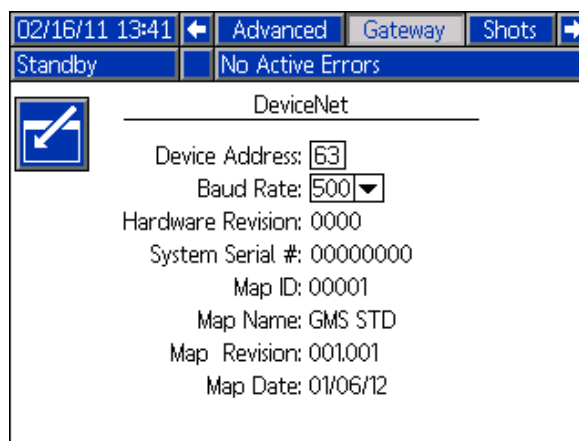 02/16/11 13:41 Advanced Gateway Shots
Standby No Active Errors
DeviceNet
Device Address: 63
Baud Rate: 500
Hardware Revision: 0000
System Serial #: 00000000
Map ID: 00001
Map Name: GMS STD
Map Revision: 001.001
Map Date: 01/06/12